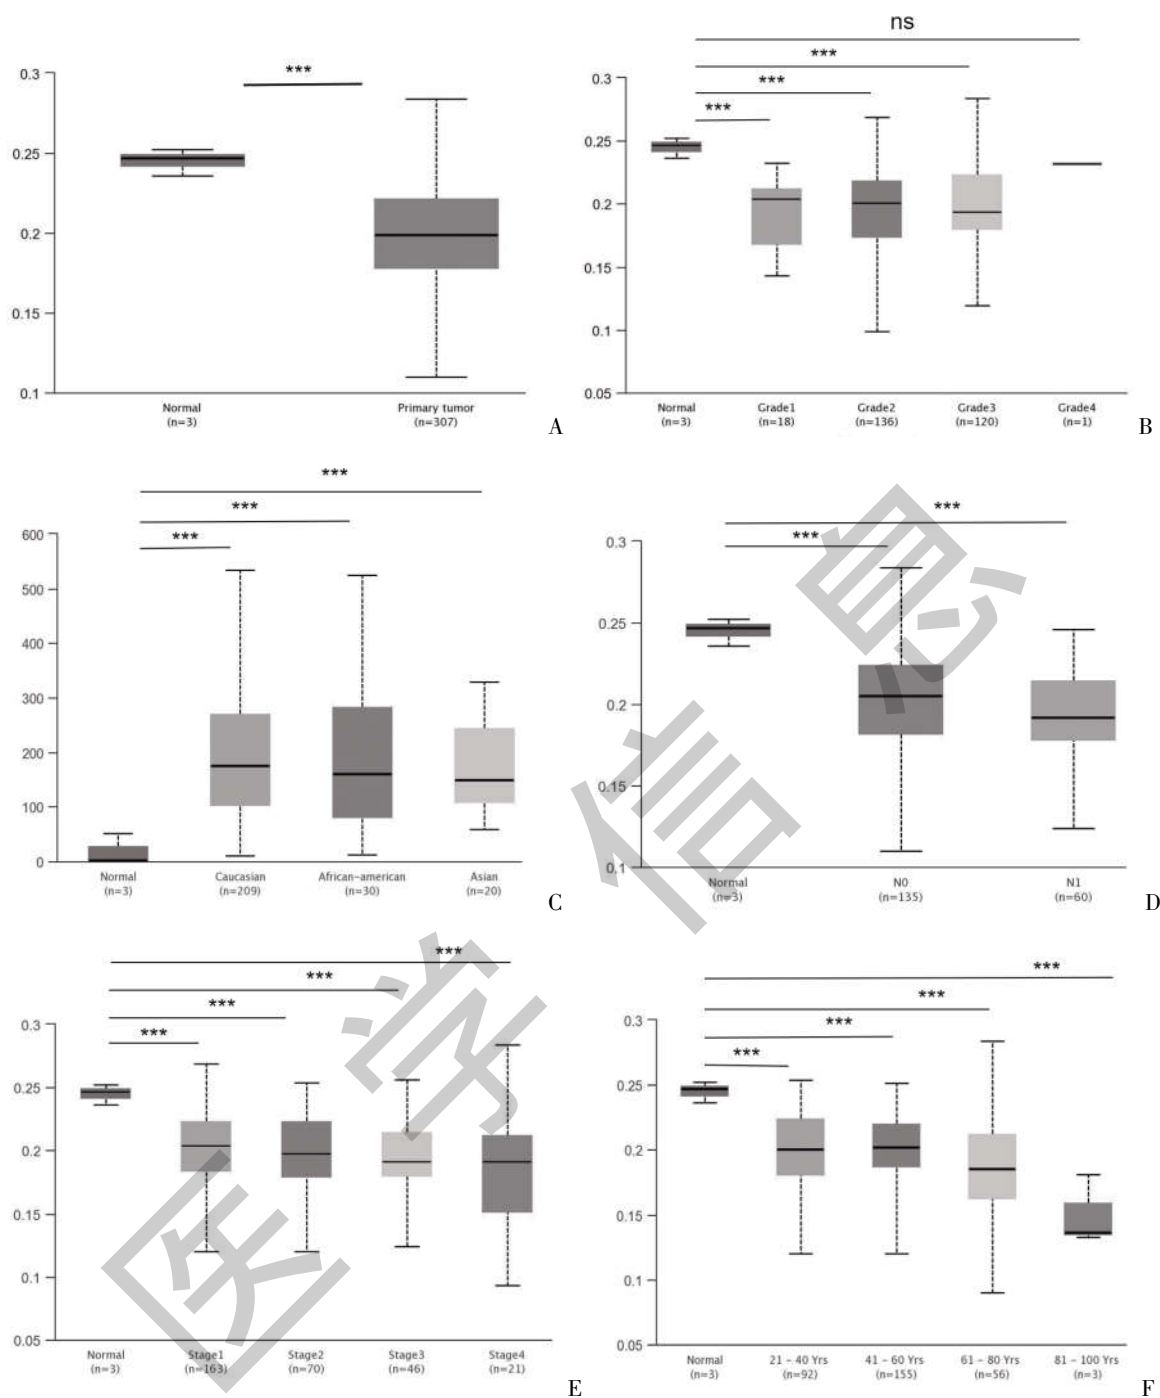 ***
0.3
0.25
0.2
0.15
0.1
Normal
(n=3)
Primary tumor
(n=307)
A
ns
***
***
***
0.3
0.25
0.2
0.15
0.1
0.05
Normal
(n=3)
Grade1
(n=18)
Grade2
(n=136)
Grade3
(n=120)
Grade4
(n=1)
B
***
***
***
600
500
400
300
200
100
0
Normal
(n=3)
Caucasian
(n=209)
African-american
(n=30)
Asian
(n=20)
C
***
***
0.3
0.25
0.2
0.15
0.1
Normal
(n=3)
N0
(n=135)
N1
(n=60)
D
***
***
***
***
0.3
0.25
0.2
0.15
0.1
0.05
Normal
(n=3)
Stage1
(n=163)
Stage2
(n=70)
Stage3
(n=46)
Stage4
(n=21)
E
***
***
***
***
0.3
0.25
0.2
0.15
0.1
0.05
Normal
(n=3)
21 - 40 Yrs
(n=92)
41 - 60 Yrs
(n=155)
61 - 80 Yrs
(n=56)
81 - 100 Yrs
(n=3)
F
医学信息